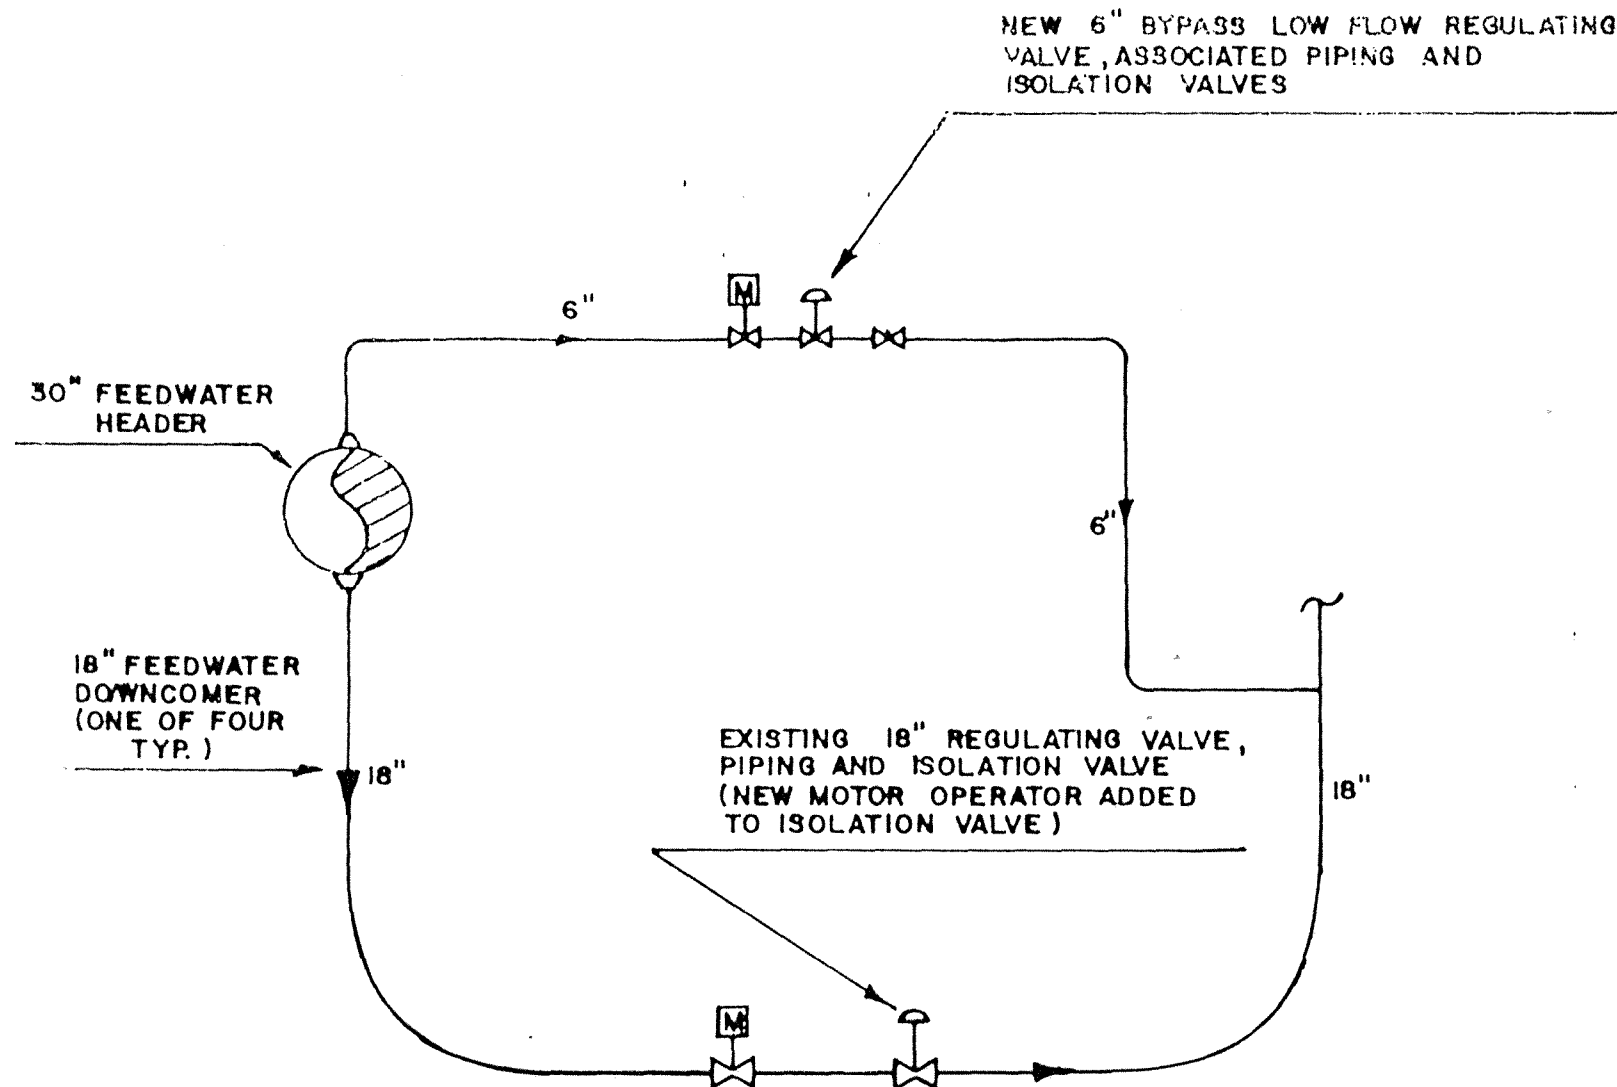 NEW 6" BYPASS LOW FLOW REGULATING
VALVE, ASSOCIATED PIPING AND
ISOLATION VALVES
M
6"
30" FEEDWATER
HEADER
6"
18" FEEDWATER
DOWNCOMER
(ONE OF FOUR
TYP.)
18"
EXISTING 18" REGULATING VALVE,
PIPING AND ISOLATION VALVE
(NEW MOTOR OPERATOR ADDED
TO ISOLATION VALVE)
18"
M